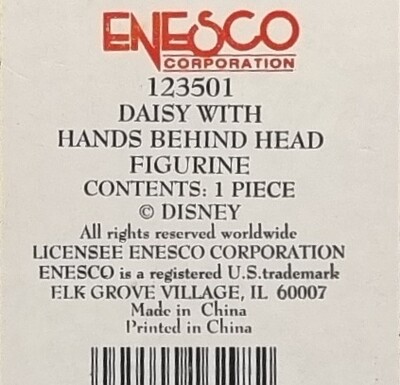 ENESCO
CORPORATION
123501
DAISY WITH
HANDS BEHIND HEAD
FIGURINE
CONTENTS: 1 PIECE
© DISNEY
All rights reserved worldwide
LICENSEE ENESCO CORPORATION
ENESCO is a registered U.S.trademark
ELK GROVE VILLAGE, IL 60007
Made in China
Printed in China